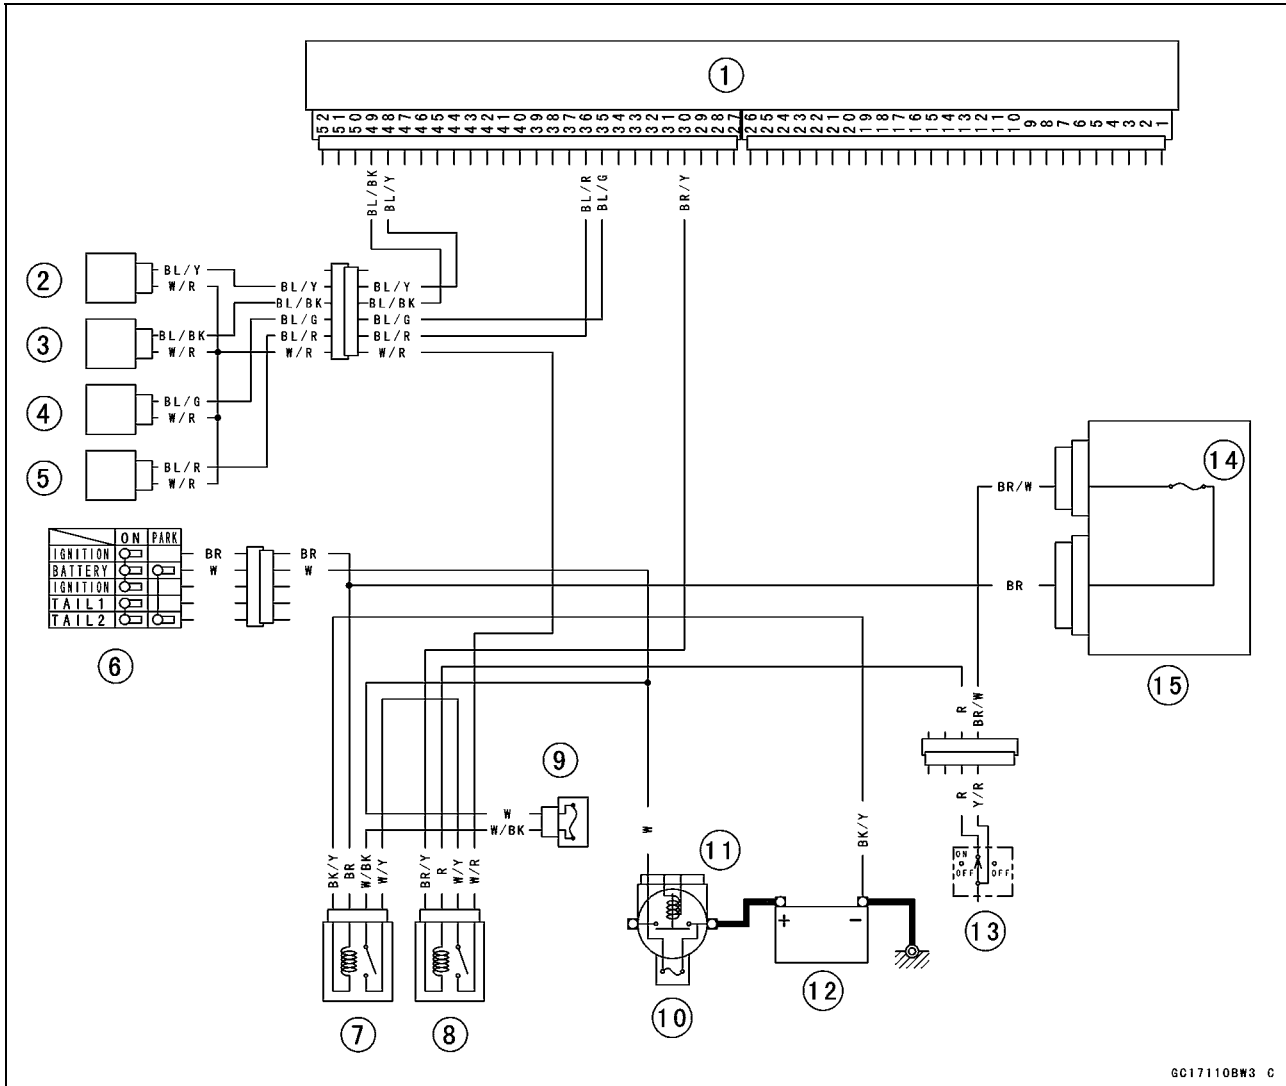 1
52 51 50 49 48 47 46 45 44 43 42 41 40 39 38 37 36 35 34 33 32 31 30 29 28 27 26 25 24 23 22 21 20 19 18 17 16 15 14 13 12 11 10 9 8 7 6 5 4 3 2 1
BL/BK
BL/Y
BL/R
BL/G
BR/Y
2
BL/Y
W/R
BL/Y
BL/Y
BL/BK
BL/BK
3
BL/BK
W/R
BL/G
BL/G
BL/R
BL/R
W/R
W/R
4
BL/G
W/R
5
BL/R
W/R
14
BR/W
ON PARK
IGNITION
BATTERY
IGNITION
TAIL1
TAIL2
BR
W
BR
W
BR
6
15
R
BR/W
9
W
W/BK
R
Y/R
W
BK/Y
11
BK/Y
BR
W/BK
W/Y
BR/Y
R
W/Y
W/R
ON
OFF
OFF
+
−
13
7
8
10
12
GC17110BW3 C